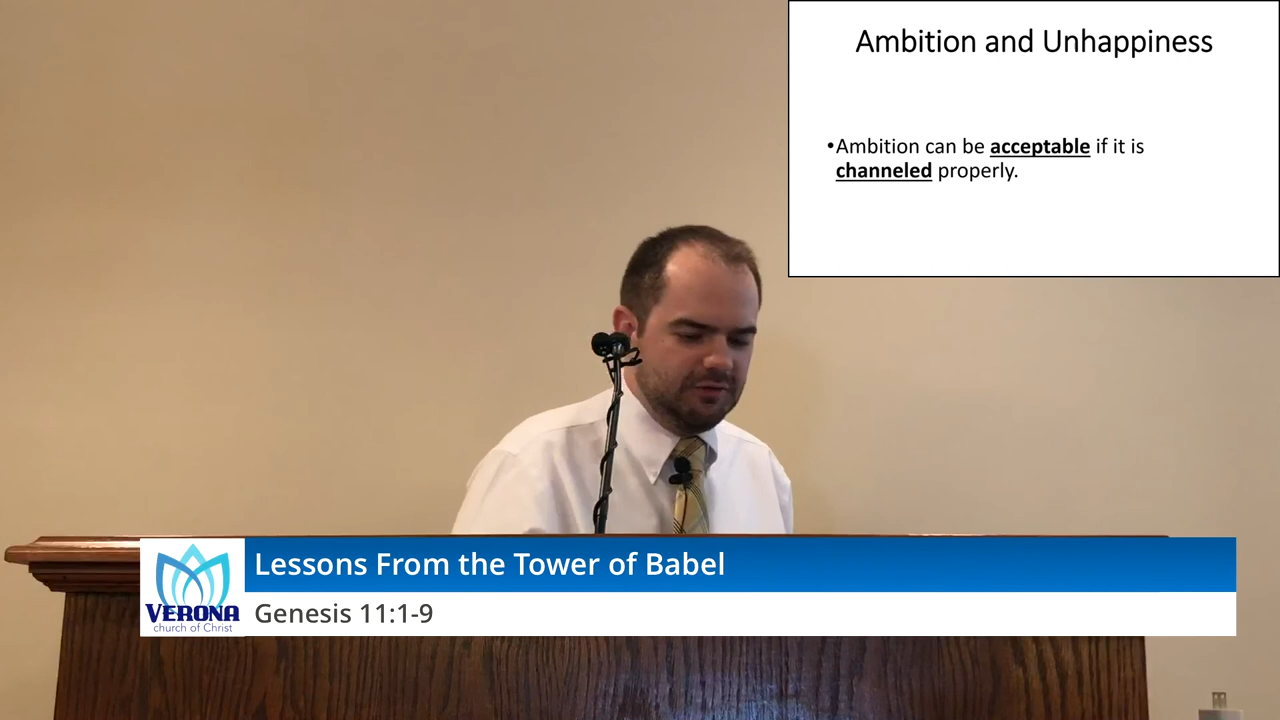 Ambition and Unhappiness
•Ambition can be acceptable if it is
channeled properly.
Lessons From the Tower of Babel
VERONA
church of Christ
Genesis 11:1-9